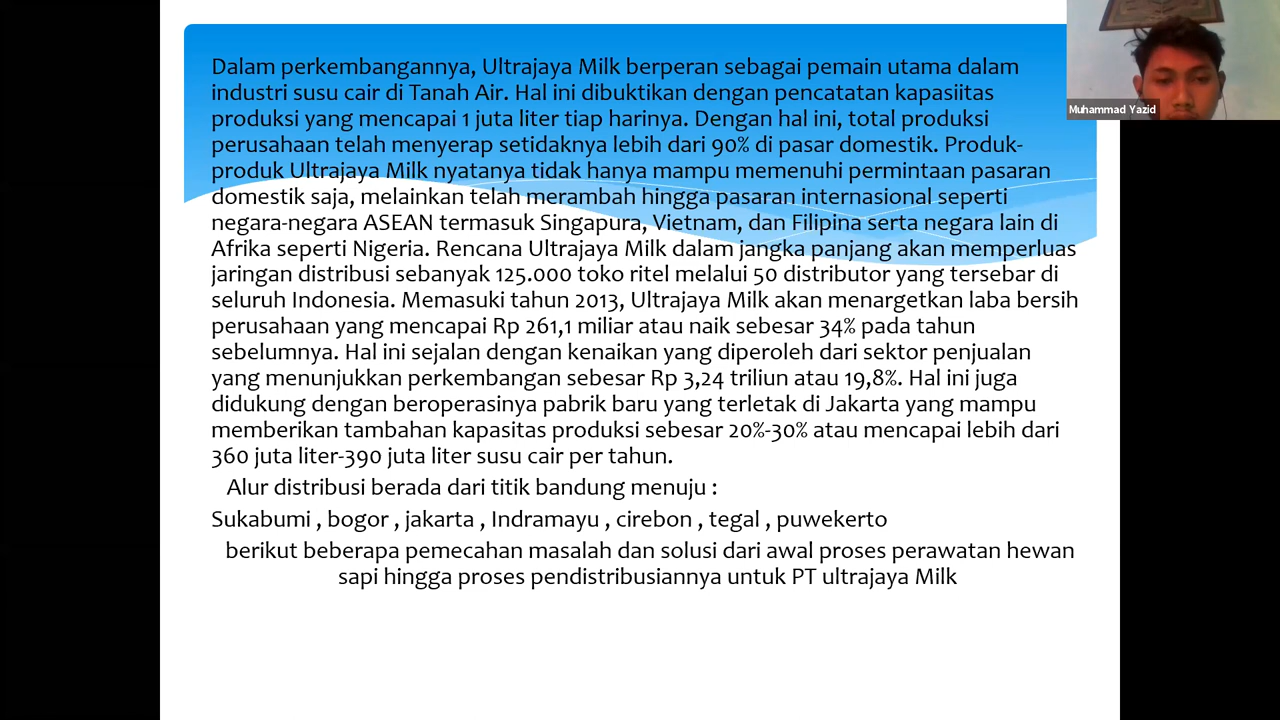 Dalam perkembangannya, Ultrajaya Milk berperan sebagai pemain utama dalam
industri susu cair di Tanah Air. Hal ini dibuktikan dengan pencatatan kapasiitas
produksi yang mencapai 1 juta liter tiap harinya. Dengan hal ini, total produksi
perusahaan telah menyerap setidaknya lebih dari 90% di pasar domestik. Produk-
produk Ultrajaya Milk nyatanya tidak hanya mampu memenuhi permintaan pasaran
domestik saja, melainkan telah merambah hingga pasaran internasional seperti
negara-negara ASEAN termasuk Singapura, Vietnam, dan Filipina serta negara lain di
Afrika seperti Nigeria. Rencana Ultrajaya Milk dalam jangka panjang akan memperluas
jaringan distribusi sebanyak 125.000 toko ritel melalui 50 distributor yang tersebar di
seluruh Indonesia. Memasuki tahun 2013, Ultrajaya Milk akan menargetkan laba bersih
perusahaan yang mencapai Rp 261,1 miliar atau naik sebesar 34% pada tahun
sebelumnya. Hal ini sejalan dengan kenaikan yang diperoleh dari sektor penjualan
yang menunjukkan perkembangan sebesar Rp 3,24 triliun atau 19,8%. Hal ini juga
didukung dengan beroperasinya pabrik baru yang terletak di Jakarta yang mampu
memberikan tambahan kapasitas produksi sebesar 20%-30% atau mencapai lebih dari
360 juta liter-390 juta liter susu cair per tahun.
Alur distribusi berada dari titik bandung menuju :
Sukabumi , bogor , jakarta , Indramayu , cirebon , tegal , puwekerto
berikut beberapa pemecahan masalah dan solusi dari awal proses perawatan hewan
sapi hingga proses pendistribusiannya untuk PT ultrajaya Milk
Muhammad Yazid